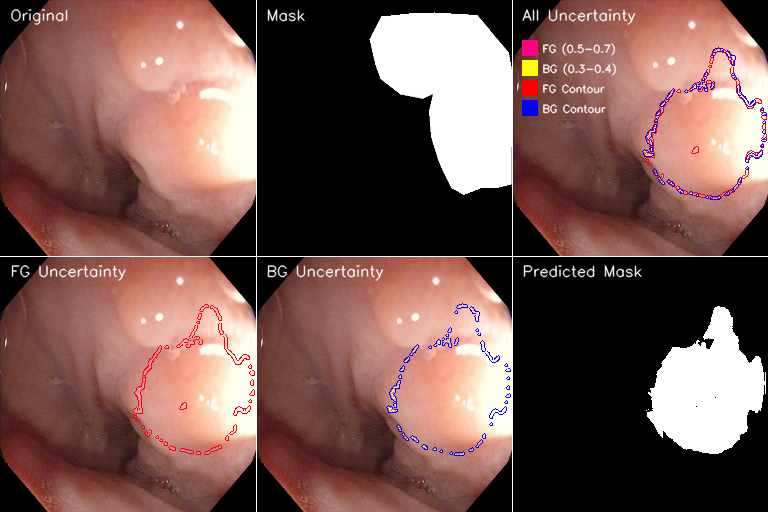 Original
Mask
All Uncertainty
FG (0.5-0.7)
BG (0.3-0.4)
FG Contour
BG Contour
FG Uncertainty
BG Uncertainty
Predicted Mask